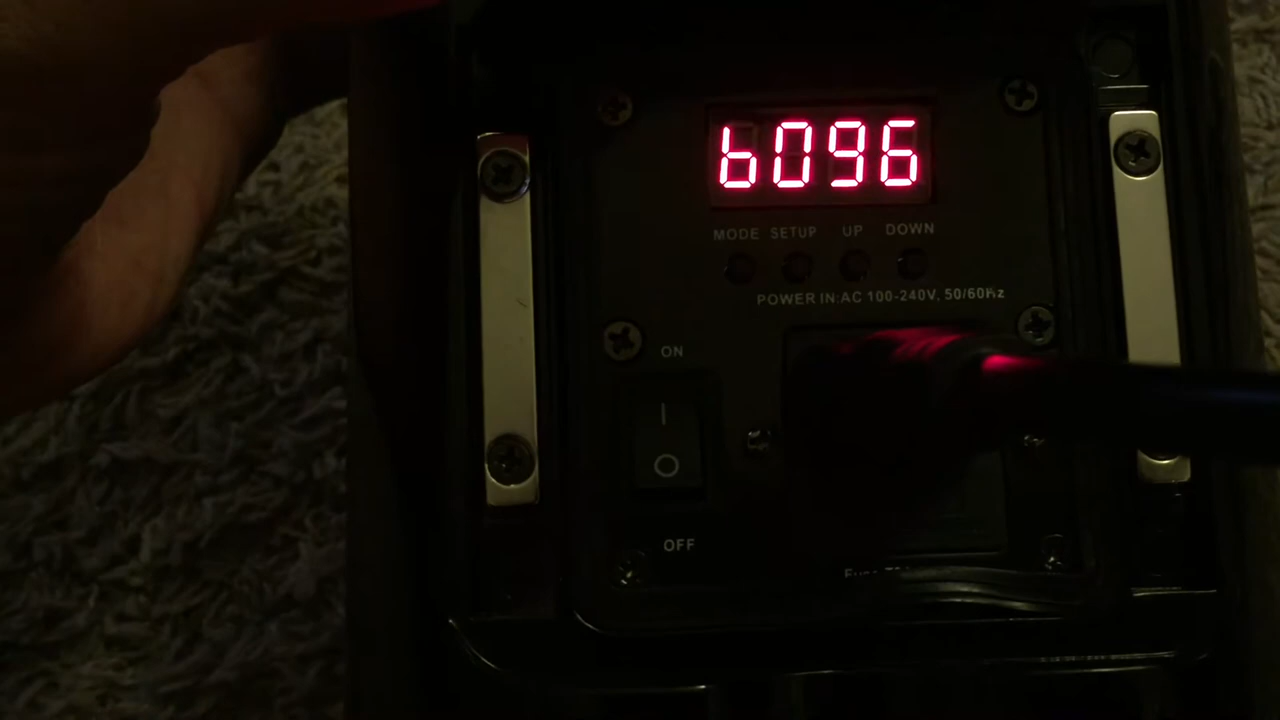 b096
MODE SETUP UP DOWN
POWER IN:AC 100-240V, 50/60Hz
ON
I
O
OFF